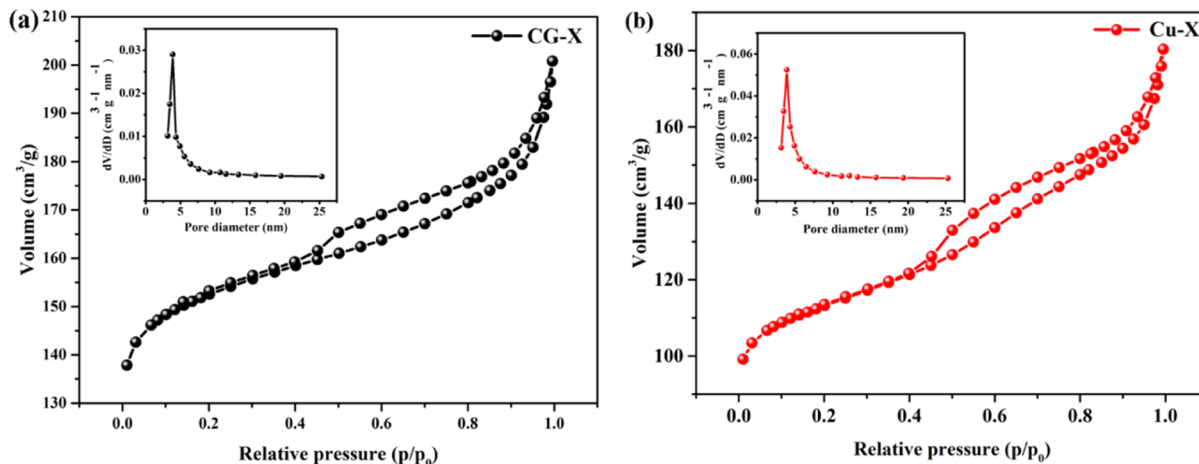 (a)
CG-X
210
200
190
180
170
160
150
140
130
Volume (cm³/g)
0.0 0.2 0.4 0.6 0.8 1.0
Relative pressure (p/p₀)
0.03
0.02
0.01
0.00
dV/dD (cm³ g⁻¹ nm⁻¹)
0 5 10 15 20 25
Pore diameter (nm)
(b)
Cu-X
180
160
140
120
100
Volume (cm³/g)
0.0 0.2 0.4 0.6 0.8 1.0
Relative pressure (p/p₀)
0.06
0.04
0.02
0.00
dV/dD (cm³ g⁻¹ nm⁻¹)
0 5 10 15 20 25
Pore diameter (nm)